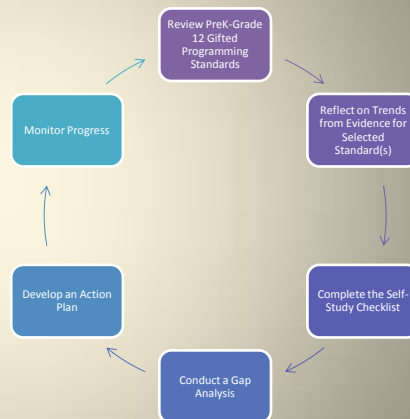 Review PreK-Grade
12 Gifted
Programming
Standards
Reflect on Trends
from Evidence for
Selected
Standard(s)
Complete the Self-
Study Checklist
Conduct a Gap
Analysis
Develop an Action
Plan
Monitor Progress